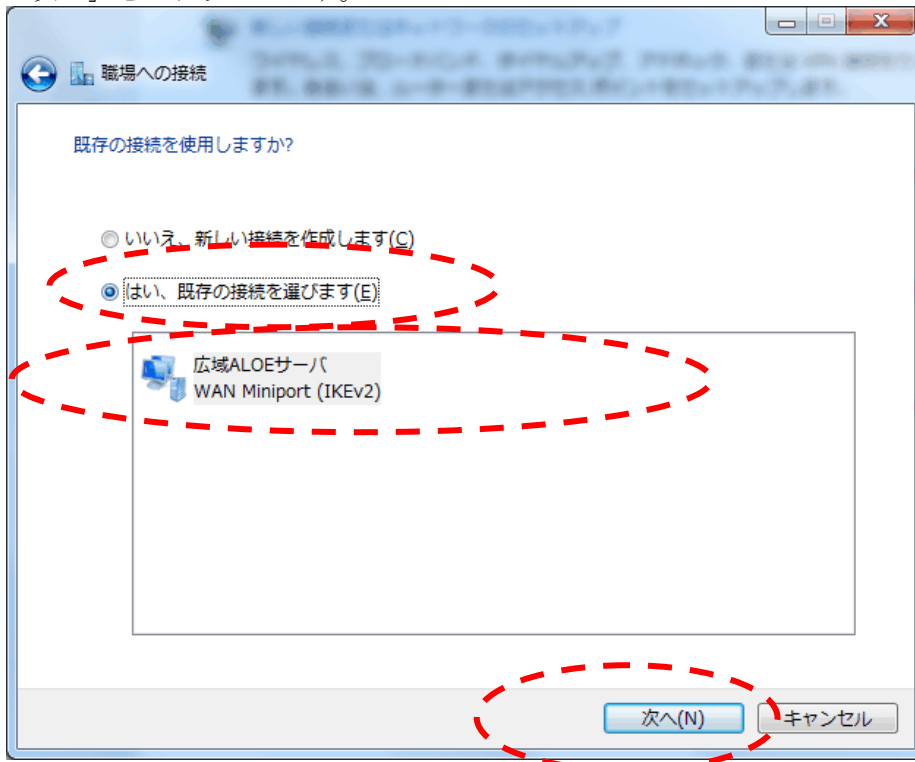 職場への接続
既存の接続を使用しますか?
いいえ、新しい接続を作成します(C)
はい、既存の接続を選びます(E)
広域ALOEサーバ
WAN Miniport (IKEv2)
次へ(N)
キャンセル